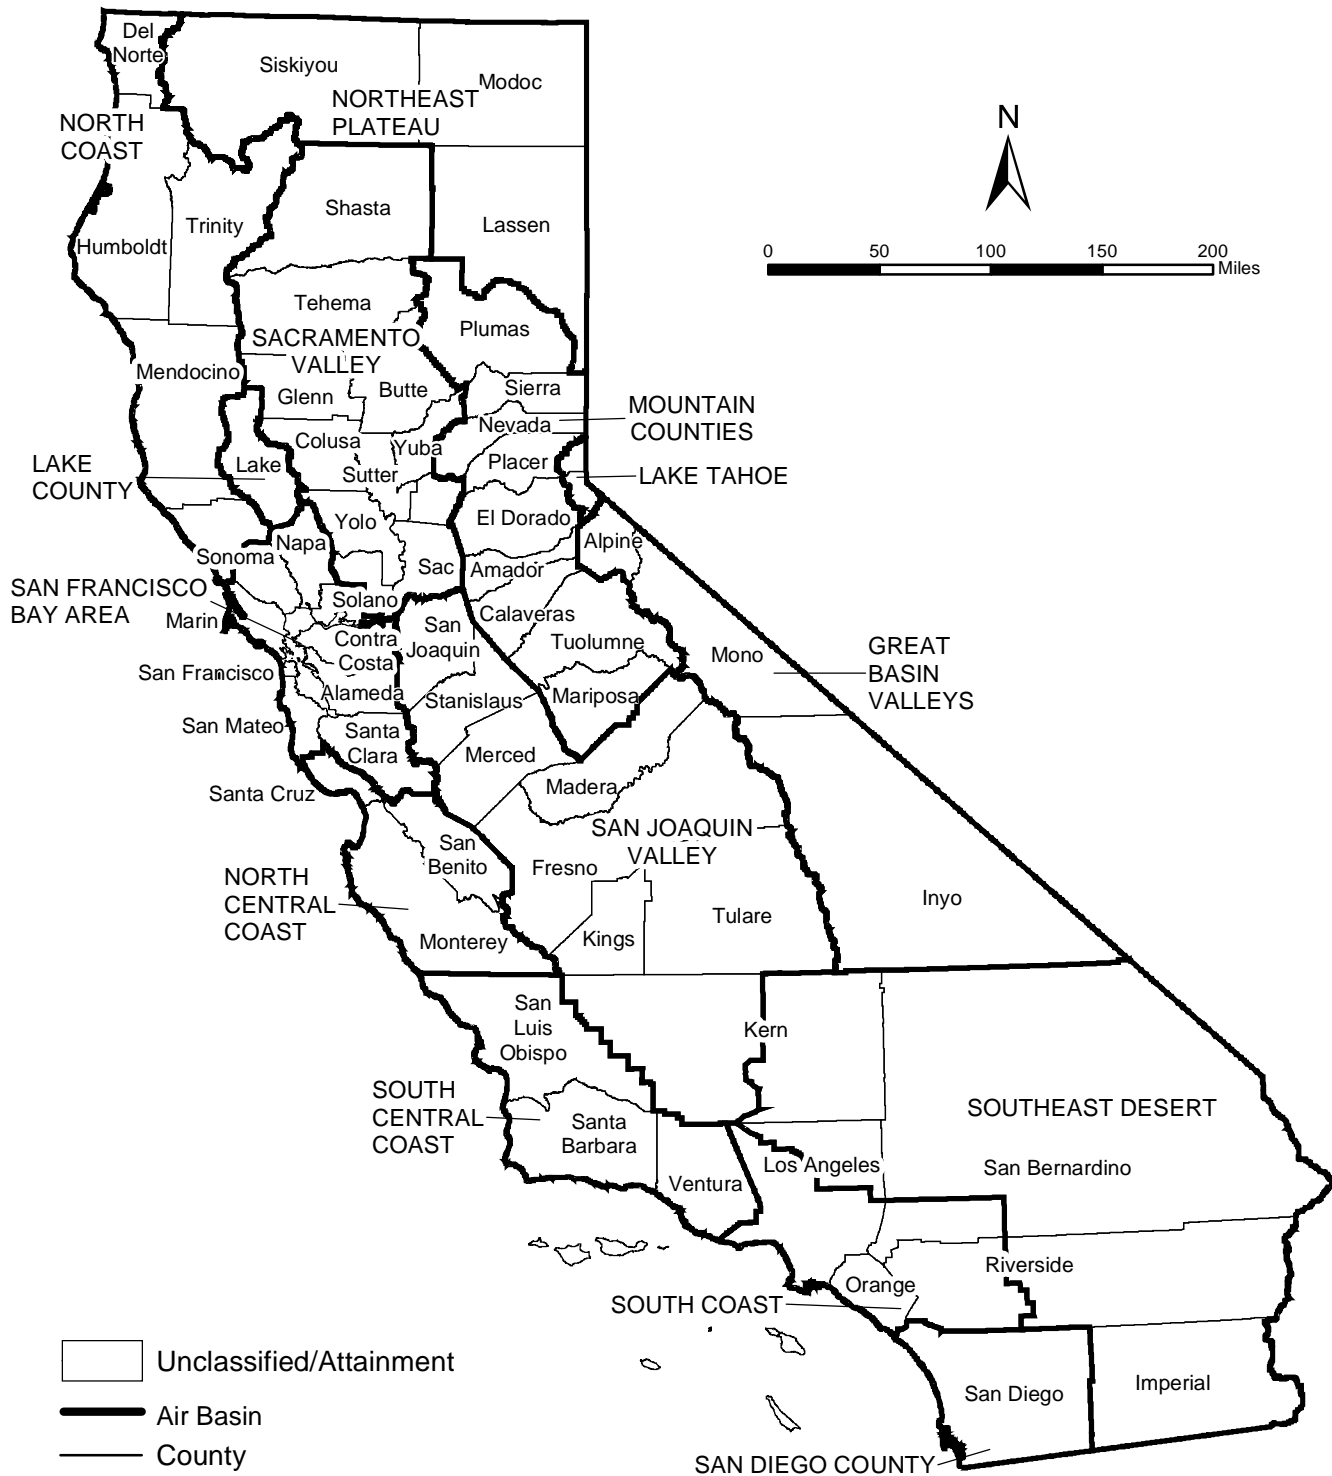 Del
Norte
Siskiyou
Modoc
NORTHEAST
PLATEAU
NORTH
COAST
N
Shasta
Trinity
Lassen
Humboldt
0 50 100 150 200
Miles
Tehema
Plumas
SACRAMENTO
VALLEY
Mendocino
Butte
Sierra
Glenn
MOUNTAIN
COUNTIES
Nevada
Colusa
Yuba
Placer
LAKE
COUNTY
Lake
Sutter
LAKE TAHOE
Yolo
El Dorado
Napa
Alpine
Sonoma
Sac
Amador
SAN FRANCISCO
BAY AREA
Solano
Marin
Calaveras
San
Joaquin
Contra
Costa
Tuolumne
Mono
GREAT
BASIN
VALLEYS
San Francisco
Alameda
Stanislaus
Mariposa
San Mateo
Santa
Clara
Merced
Santa Cruz
Madera
SAN JOAQUIN
VALLEY
San
Benito
Fresno
NORTH
CENTRAL
COAST
Inyo
Tulare
Monterey
Kings
San
Luis
Obispo
Kern
SOUTH
CENTRAL
COAST
SOUTHEAST DESERT
Santa
Barbara
Los Angeles
San Bernardino
Ventura
Riverside
Orange
SOUTH COAST
Unclassified/Attainment
San Diego
Imperial
Air Basin
County
SAN DIEGO COUNTY